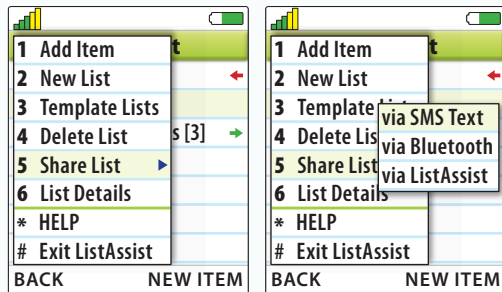 t
1 Add Item
2 New List
3 Template Lists
4 Delete List
s [3]
5 Share List
6 List Details
* HELP
# Exit ListAssist
BACK NEW ITEM
t
1 Add Item
2 New List
3 Template
4 Delete Lis
5 Share List
6 List Details
* HELP
# Exit ListAssist
via SMS Text
via Bluetooth
via ListAssist
BACK NEW ITEM